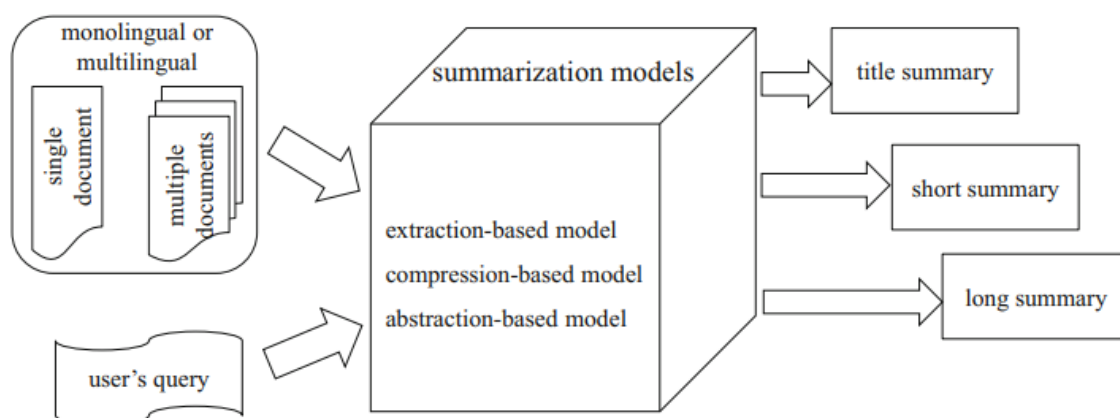 monolingual or
multilingual
single
document
multiple
documents
user's query
summarization models
extraction-based model
compression-based model
abstraction-based model
title summary
short summary
long summary